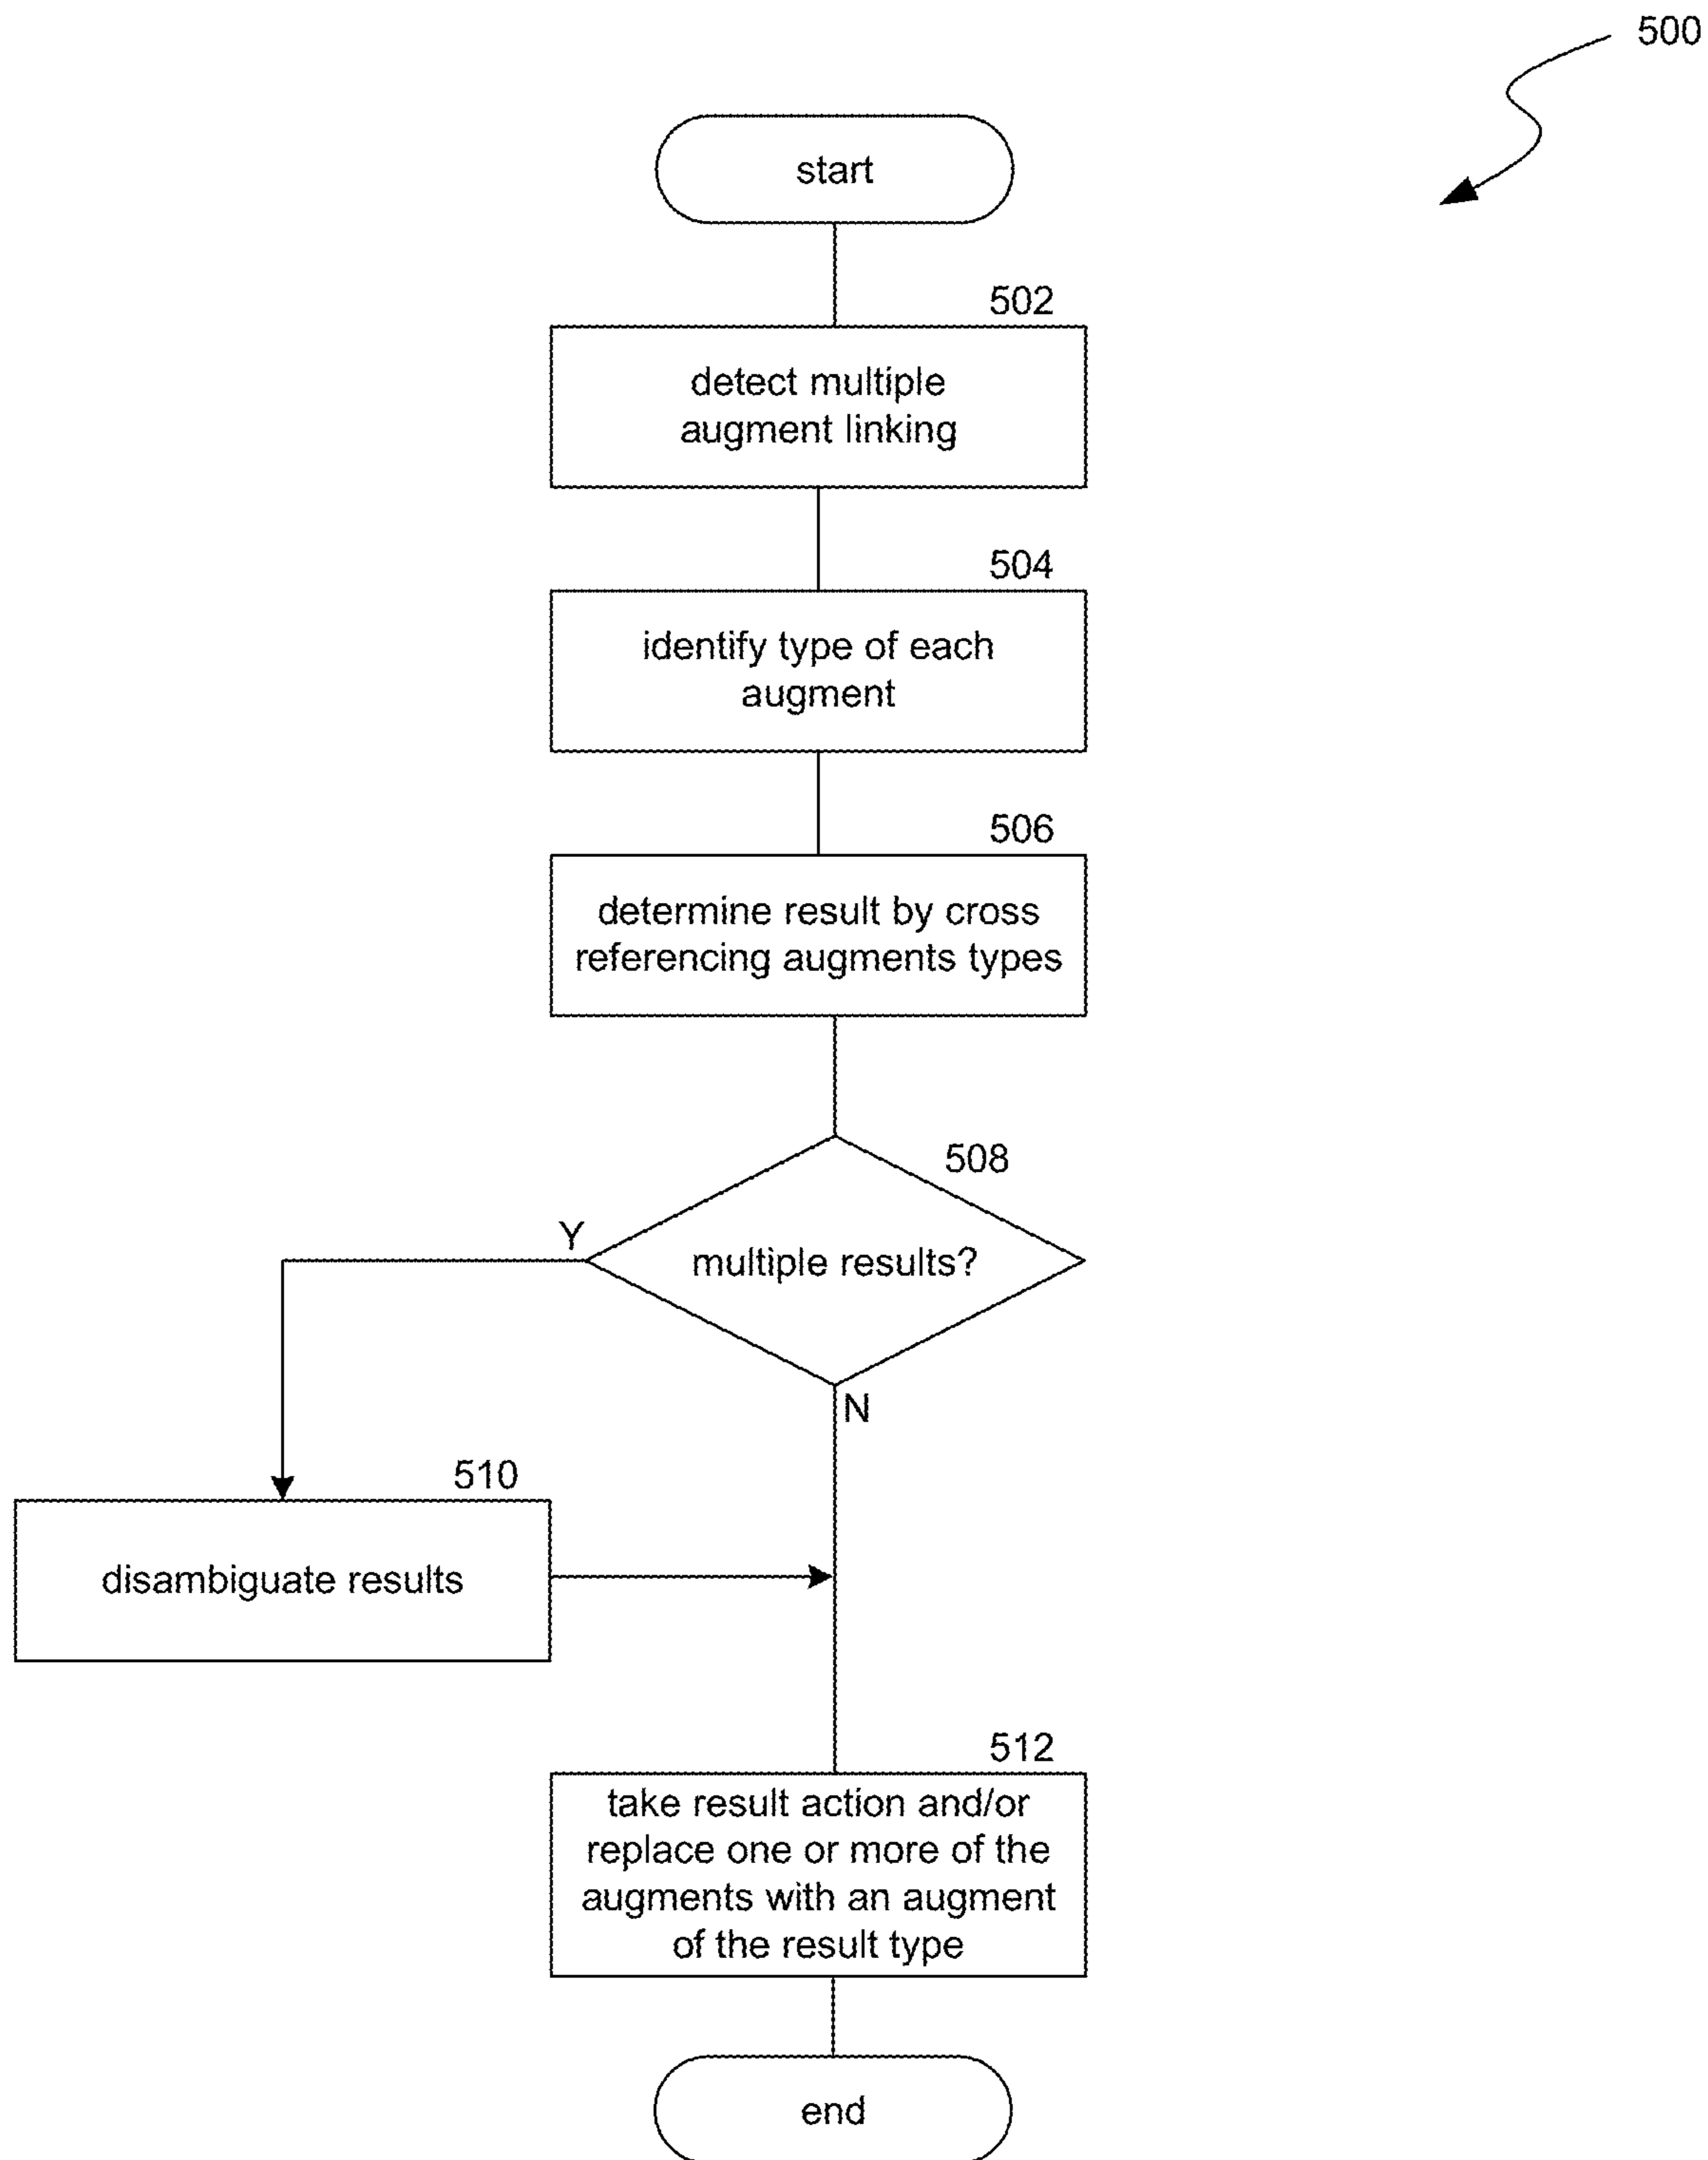 500
start
502
detect multiple
augment linking
504
identify type of each
augment
506
determine result by cross
referencing augments types
508
Y
multiple results?
N
510
disambiguate results
512
take result action and/or
replace one or more of the
augments with an augment
of the result type
end